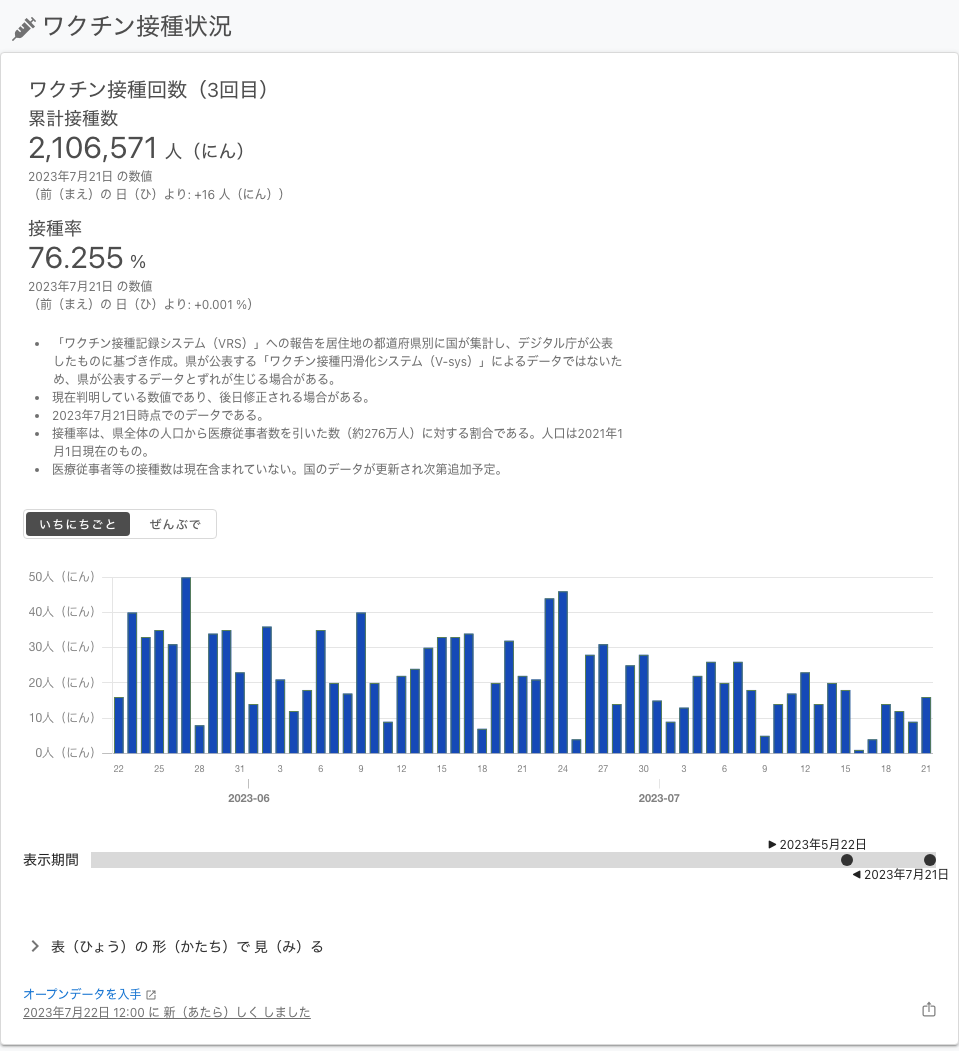 ワクチン接種状況
ワクチン接種回数（3回目）
累計接種数
2,106,571 人（にん）
2023年7月21日 の数値
（前（まえ）の 日（ひ）より: +16 人（にん））
接種率
76.255 %
2023年7月21日 の数値
（前（まえ）の 日（ひ）より: +0.001 %）
• 「ワクチン接種記録システム（VRS）」への報告を居住地の都道府県別に国が集計し、デジタル庁が公表
したものに基づき作成。県が公表する「ワクチン接種円滑化システム（V-sys）」によるデータではないた
め、県が公表するデータとずれが生じる場合がある。
• 現在判明している数値であり、後日修正される場合がある。
• 2023年7月21日時点でのデータである。
• 接種率は、県全体の人口から医療従事者数を引いた数（約276万人）に対する割合である。人口は2021年1
月1日現在のもの。
• 医療従事者等の接種数は現在含まれていない。国のデータが更新され次第追加予定。
いちにちごと ぜんぶで
50人（にん）
40人（にん）
30人（にん）
20人（にん）
10人（にん）
0人（にん）
22 25 28 31 3 6 9 12 15 18 21 24 27 30 3 6 9 12 15 18 21
2023-06 2023-07
▶ 2023年5月22日
表示期間
◀ 2023年7月21日
表（ひょう）の 形（かたち）で 見（み）る
オープンデータを入手
2023年7月22日 12:00 に 新（あたら）しく しました